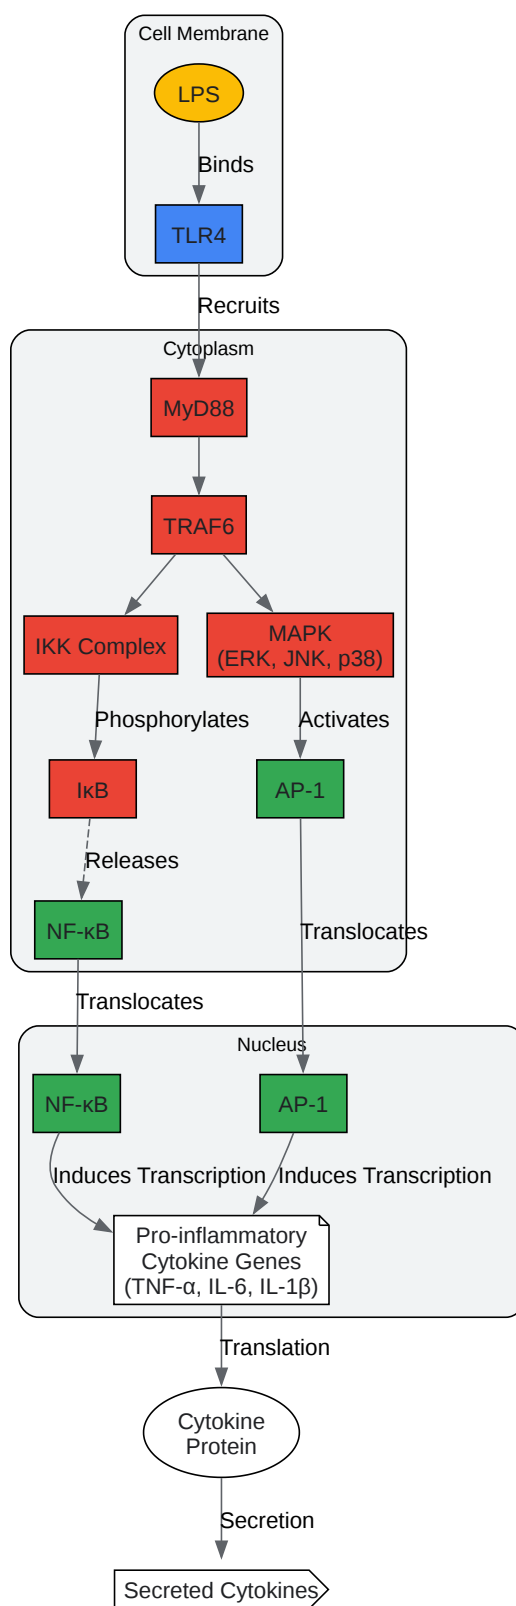 Cell Membrane
LPS
Binds
TLR4
Recruits
Cytoplasm
MyD88
TRAF6
IKK Complex
MAPK
(ERK, JNK, p38)
Phosphorylates
Activates
IκB
AP-1
Releases
NF-κB
Translocates
Translocates
Nucleus
NF-κB
AP-1
Induces Transcription
Induces Transcription
Pro-inflammatory
Cytokine Genes
(TNF-α, IL-6, IL-1β)
Translation
Cytokine
Protein
Secretion
Secreted Cytokines